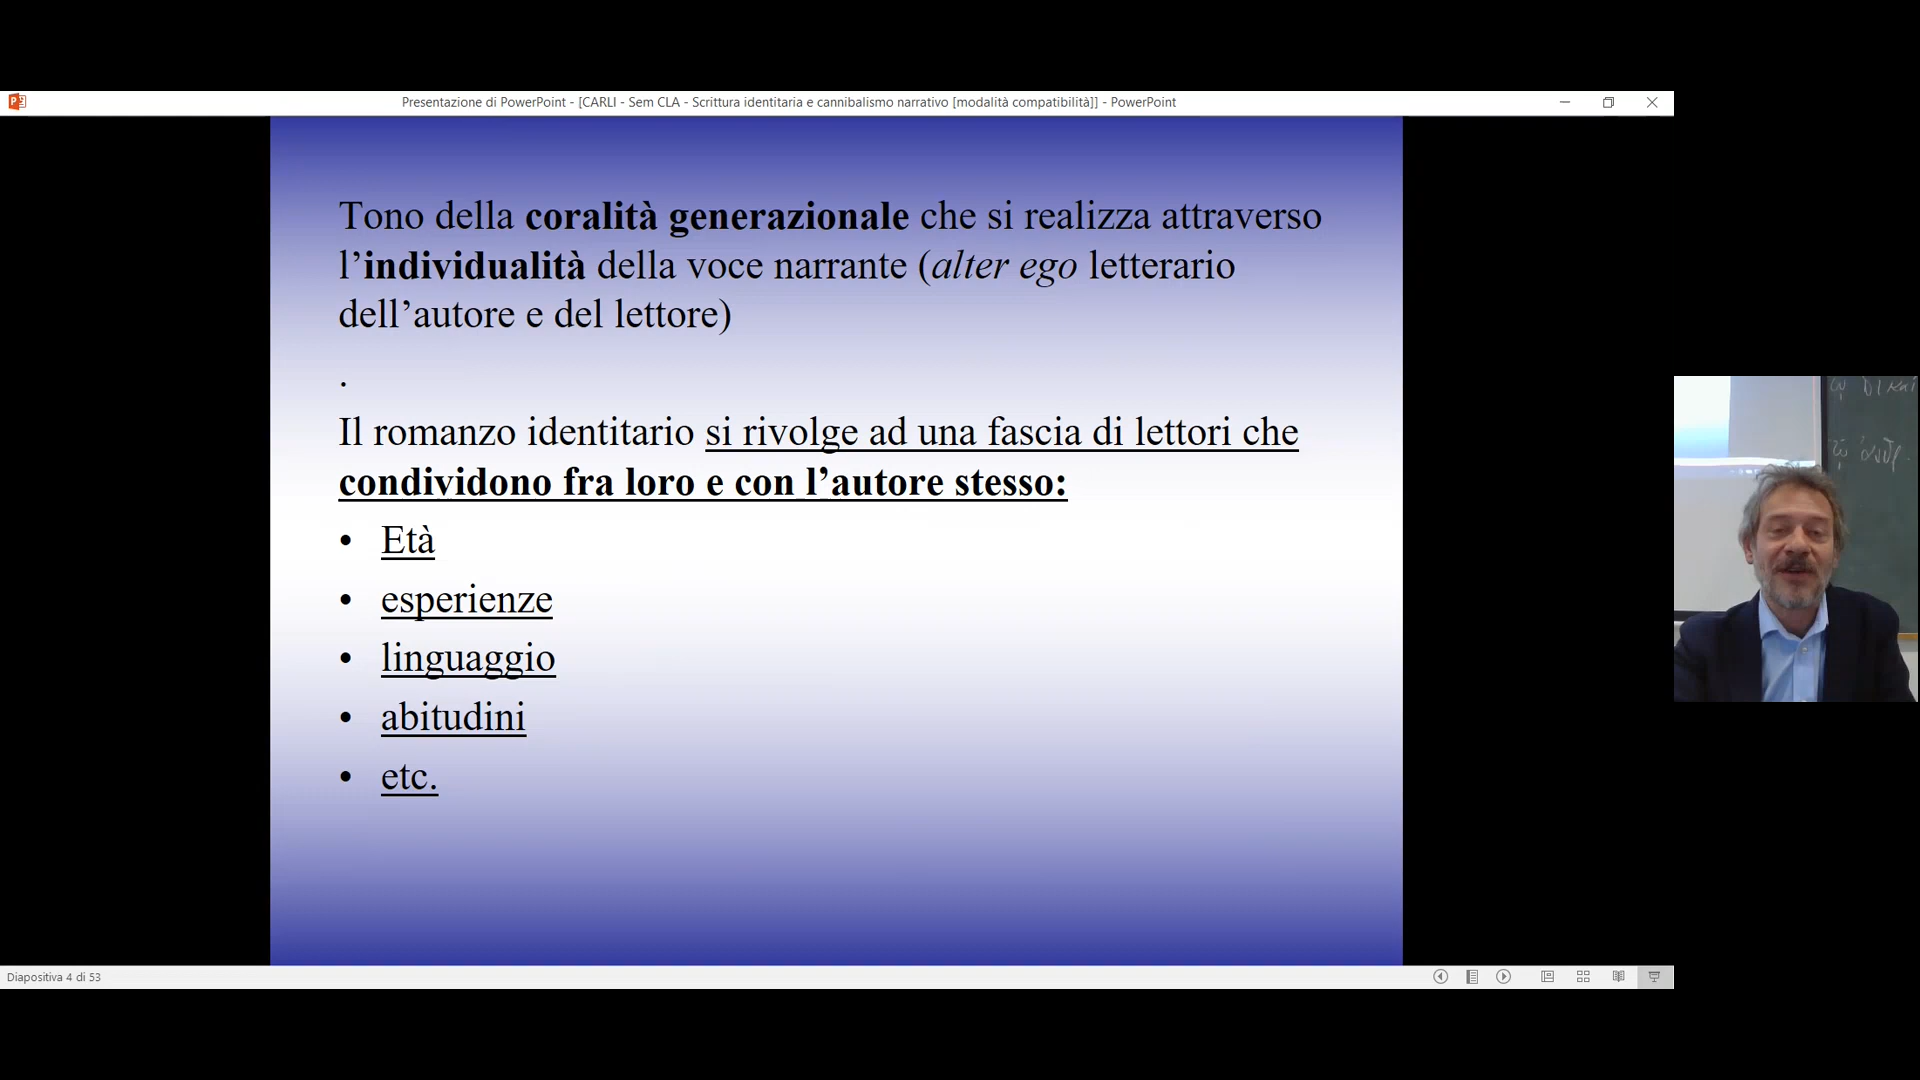 Presentazione di PowerPoint - [CARLI - Sem CLA - Scrittura identitaria e cannibalismo narrativo [modalità compatibilità]] - PowerPoint
Tono della coralità generazionale che si realizza attraverso
l’individualità della voce narrante (alter ego letterario
dell’autore e del lettore)
.
Il romanzo identitario si rivolge ad una fascia di lettori che
condividono fra loro e con l’autore stesso:
• Età
• esperienze
• linguaggio
• abitudini
• etc.
Diapositiva 4 di 53